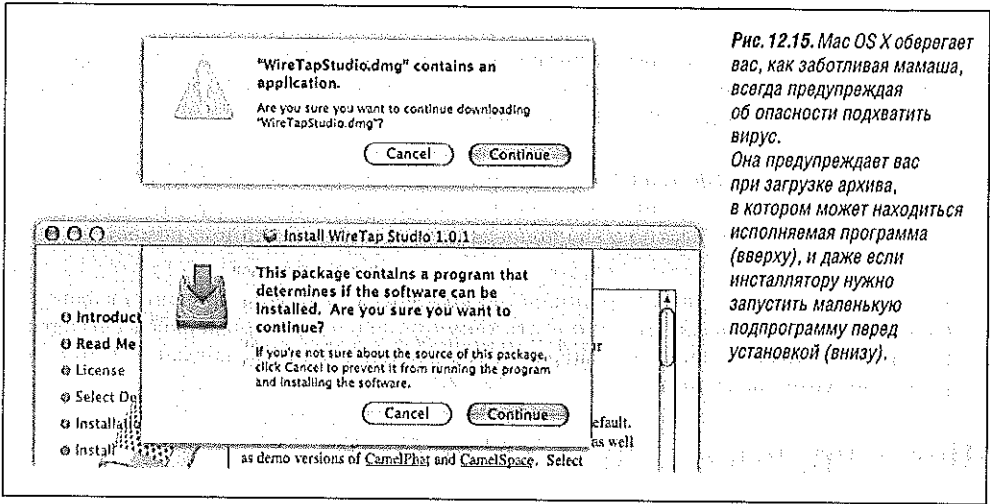 "WireTapStudio.dmg" contains an
application.
Are you sure you want to continue downloading
"WireTapStudio.dmg"?
Cancel
Continue
Рис. 12.15. Mac OS X оберегает
вас, как заботливая мамаша,
всегда предупреждая
об опасности подхватить
вирус.
Она предупреждает вас
при загрузке архива,
в котором может находиться
исполняемая программа
(вверху), и даже если
инсталлятору нужно
запустить маленькую
подпрограмму перед
установкой (внизу).
Install WireTap Studio 1.0.1
This package contains a program that
determines if the software can be
installed. Are you sure you want to
continue?
If you're not sure about the source of this package,
click Cancel to prevent it from running the program
and installing the software.
Cancel
Continue
Introduct
Read Me
License
Select De
Installatio
Install
efault.
as well
as demo versions of CamelPhat and CamelSpace. Select